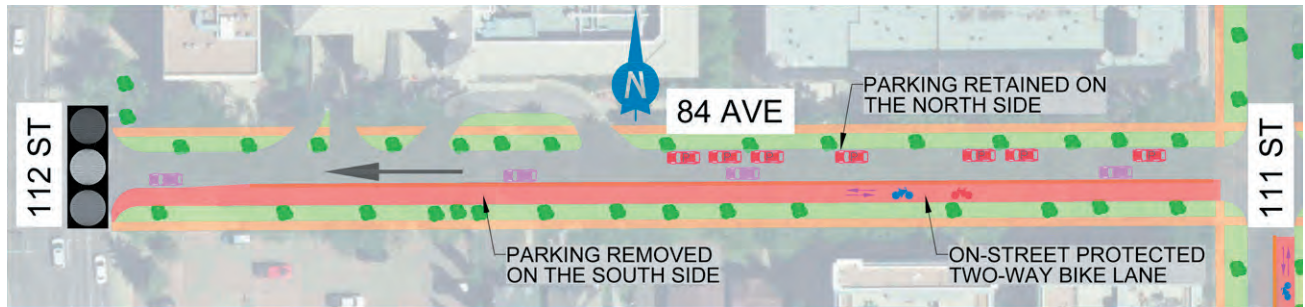 N
84 AVE
PARKING RETAINED ON
THE NORTH SIDE
112 ST
111 ST
PARKING REMOVED
ON THE SOUTH SIDE
ON-STREET PROTECTED
TWO-WAY BIKE LANE